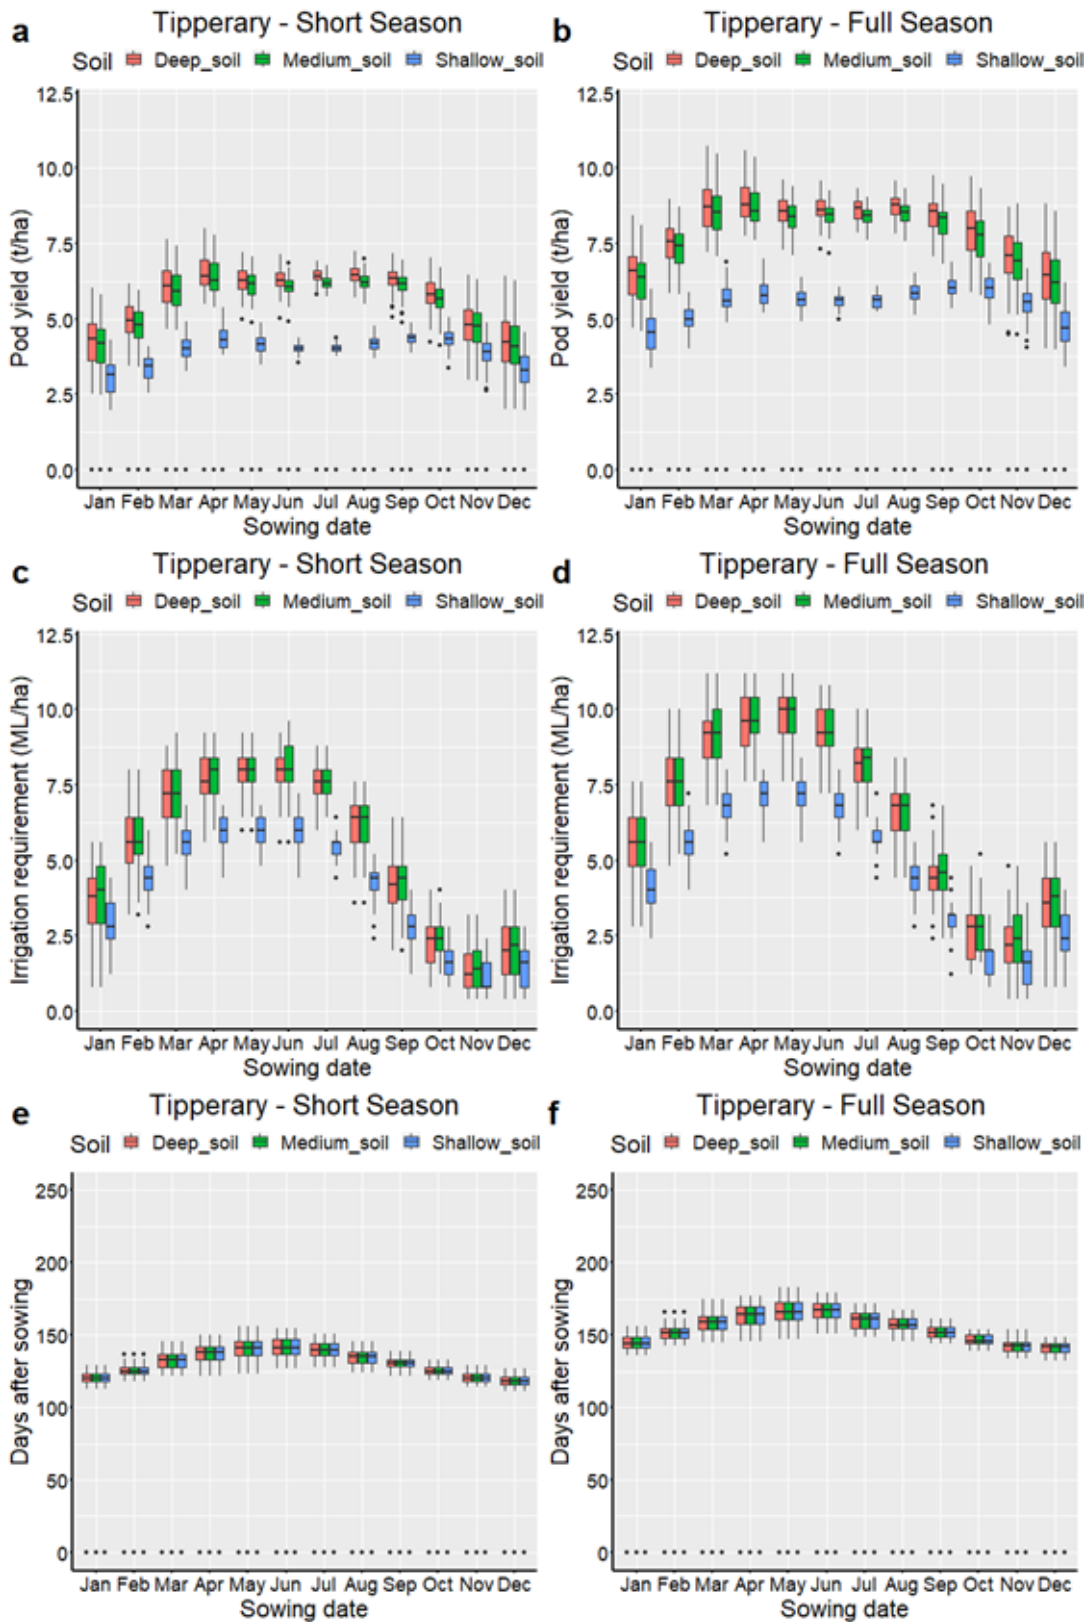 a Tipperary - Short Season
Soil Deep_soil Medium_soil Shallow_soil
12.5
10.0
7.5
5.0
2.5
0.0
Pod yield (t/ha)
Jan Feb Mar Apr May Jun Jul Aug Sep Oct Nov Dec
Sowing date
b Tipperary - Full Season
Soil Deep_soil Medium_soil Shallow_soil
12.5
10.0
7.5
5.0
2.5
0.0
Pod yield (t/ha)
Jan Feb Mar Apr May Jun Jul Aug Sep Oct Nov Dec
Sowing date
c Tipperary - Short Season
Soil Deep_soil Medium_soil Shallow_soil
12.5
10.0
7.5
5.0
2.5
0.0
Irrigation requirement (ML/ha)
Jan Feb Mar Apr May Jun Jul Aug Sep Oct Nov Dec
Sowing date
d Tipperary - Full Season
Soil Deep_soil Medium_soil Shallow_soil
12.5
10.0
7.5
5.0
2.5
0.0
Irrigation requirement (ML/ha)
Jan Feb Mar Apr May Jun Jul Aug Sep Oct Nov Dec
Sowing date
e Tipperary - Short Season
Soil Deep_soil Medium_soil Shallow_soil
250
200
150
100
50
0
Days after sowing
Jan Feb Mar Apr May Jun Jul Aug Sep Oct Nov Dec
Sowing date
f Tipperary - Full Season
Soil Deep_soil Medium_soil Shallow_soil
250
200
150
100
50
0
Days after sowing
Jan Feb Mar Apr May Jun Jul Aug Sep Oct Nov Dec
Sowing date